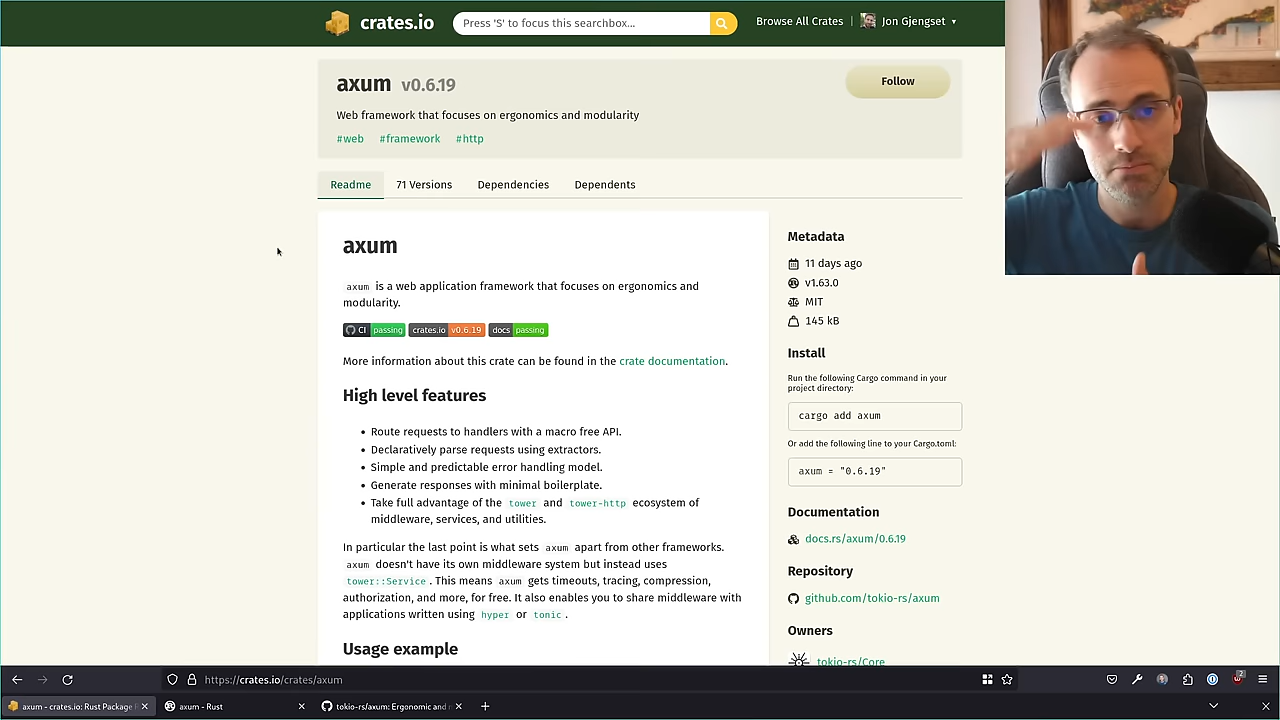 crates.io
Press 'S' to focus this searchbox...
Browse All Crates | Jon Gjengset
axum v0.6.19
Follow
Web framework that focuses on ergonomics and modularity
#web #framework #http
Readme 71 Versions Dependencies Dependents
axum
axum is a web application framework that focuses on ergonomics and
modularity.
CI passing crates.io v0.6.19 docs passing
More information about this crate can be found in the crate documentation.
High level features
• Route requests to handlers with a macro free API.
• Declaratively parse requests using extractors.
• Simple and predictable error handling model.
• Generate responses with minimal boilerplate.
• Take full advantage of the tower and tower-http ecosystem of
middleware, services, and utilities.
In particular the last point is what sets axum apart from other frameworks.
axum doesn't have its own middleware system but instead uses
tower::Service. This means axum gets timeouts, tracing, compression,
authorization, and more, for free. It also enables you to share middleware with
applications written using hyper or tonic.
Usage example
Metadata
11 days ago
v1.63.0
MIT
145 kB
Install
Run the following Cargo command in your
project directory:
cargo add axum
Or add the following line to your Cargo.toml:
axum = "0.6.19"
Documentation
docs.rs/axum/0.6.19
Repository
github.com/tokio-rs/axum
Owners
tokio-rs/Core
https://crates.io/crates/axum
axum - crates.io: Rust Package
axum - Rust
tokio-rs/axum: Ergonomic and